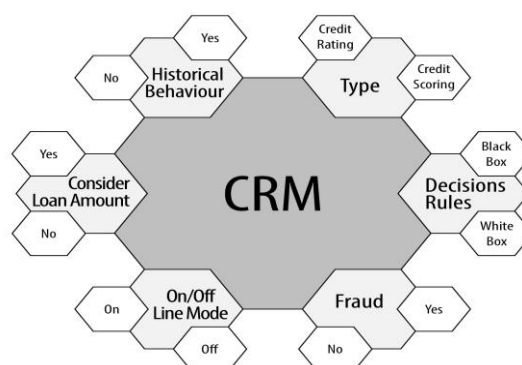 Yes
No
Historical
Behaviour
Credit
Rating
Type
Credit
Scoring
Yes
Consider
Loan Amount
No
CRM
Black
Box
Decisions
Rules
White
Box
On
On/Off
Line Mode
Off
Fraud
Yes
No